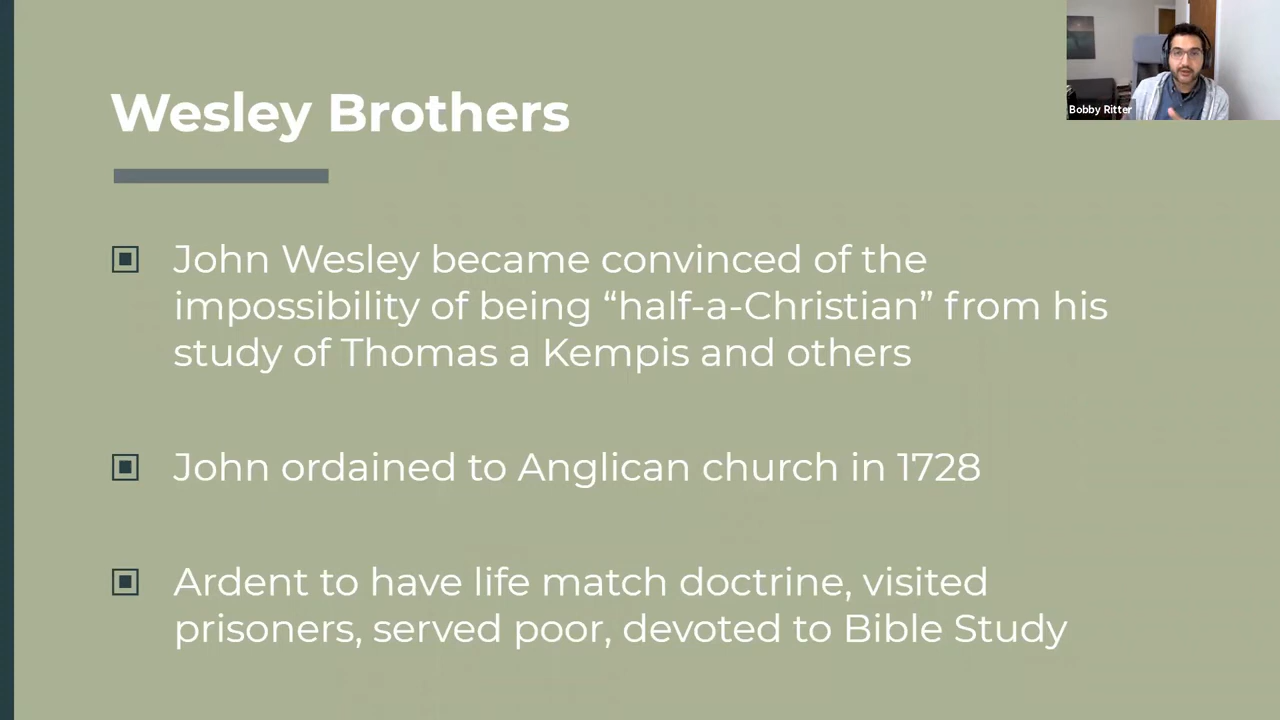 Wesley Brothers
Bobby Ritter
John Wesley became convinced of the
impossibility of being “half-a-Christian” from his
study of Thomas a Kempis and others
John ordained to Anglican church in 1728
Ardent to have life match doctrine, visited
prisoners, served poor, devoted to Bible Study